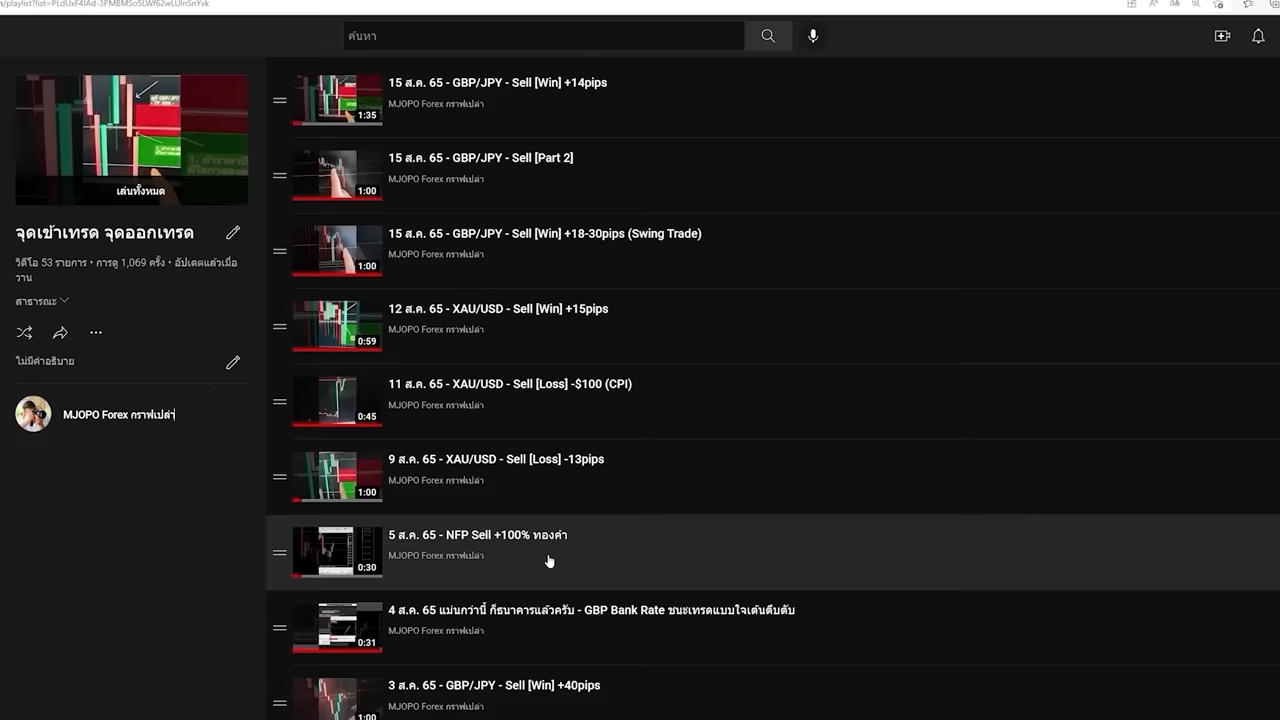 n/playlist?list=PLdUxF4IAd-3PMBMSo5LWf62wLUlnSnYvk
ค้นหา
เล่นทั้งหมด
จุดเข้าเทรด จุดออกเทรด
วิดีโอ 53 รายการ • การดู 1,069 ครั้ง • อัปเดตแล้วเมื่อ
วาน
สาธารณะ
ไม่มีคำอธิบาย
MJOPO Forex กราฟเปล่า
15 ส.ค. 65 - GBP/JPY - Sell [Win] +14pips
MJOPO Forex กราฟเปล่า
1:35
15 ส.ค. 65 - GBP/JPY - Sell [Part 2]
MJOPO Forex กราฟเปล่า
1:00
15 ส.ค. 65 - GBP/JPY - Sell [Win] +18-30pips (Swing Trade)
MJOPO Forex กราฟเปล่า
1:00
12 ส.ค. 65 - XAU/USD - Sell [Win] +15pips
MJOPO Forex กราฟเปล่า
0:59
11 ส.ค. 65 - XAU/USD - Sell [Loss] -$100 (CPI)
MJOPO Forex กราฟเปล่า
0:45
9 ส.ค. 65 - XAU/USD - Sell [Loss] -13pips
MJOPO Forex กราฟเปล่า
1:00
5 ส.ค. 65 - NFP Sell +100% ทองคำ
MJOPO Forex กราฟเปล่า
0:30
4 ส.ค. 65 แม่นกว่านี้ ก็ธนาคารแล้วครับ - GBP Bank Rate ชนะเทรดแบบใจเต้นตึบตับ
MJOPO Forex กราฟเปล่า
0:31
3 ส.ค. 65 - GBP/JPY - Sell [Win] +40pips
MJOPO Forex กราฟเปล่า
1:00